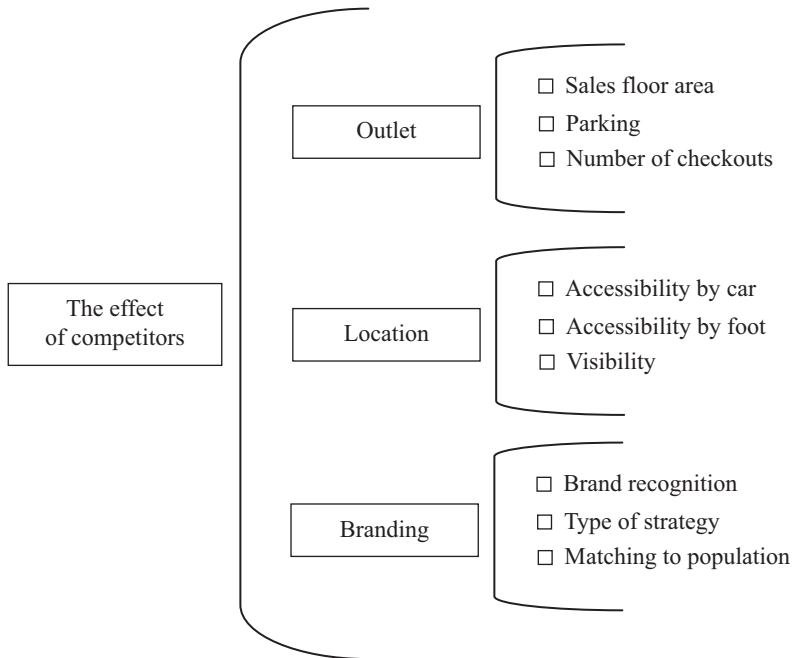 Outlet
☐ Sales floor area
☐ Parking
☐ Number of checkouts
The effect
of competitors
Location
☐ Accessibility by car
☐ Accessibility by foot
☐ Visibility
Branding
☐ Brand recognition
☐ Type of strategy
☐ Matching to population